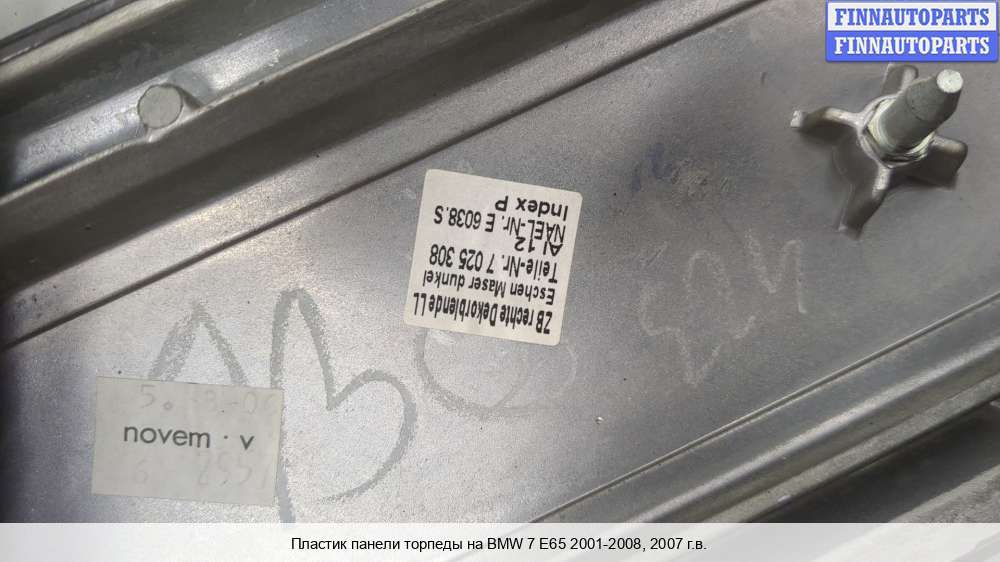 FINNAUTOPARTS
FINNAUTOPARTS
ZB rechte Dekorblende LL
Eschen Maser dunkel
Teile-Nr. 7 025 308
AI 12
NAEL-Nr. E 6038.S
Index P
novem · v
Пластик панели торпеды на BMW 7 E65 2001-2008, 2007 г.в.